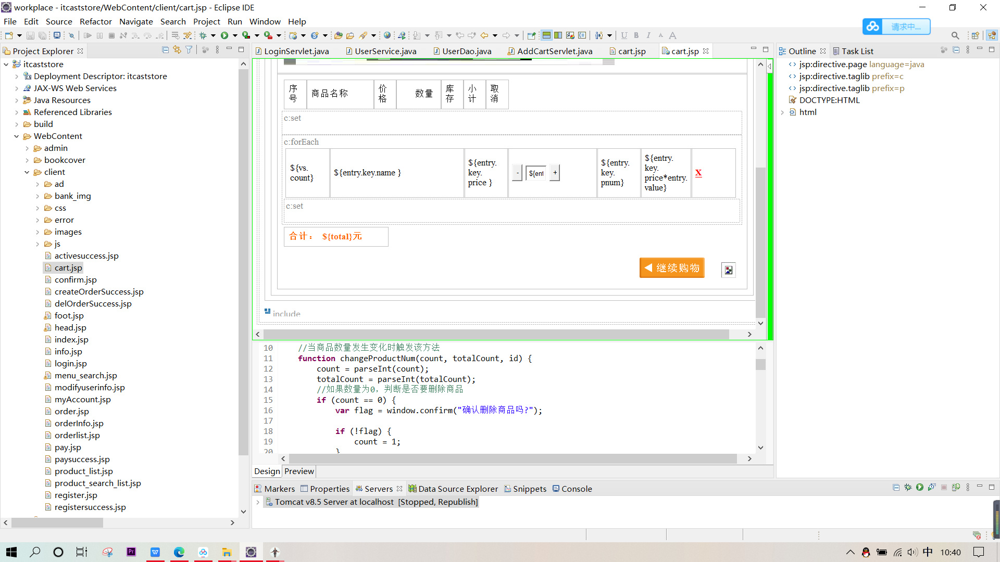 workplace - itcaststore/WebContent/client/cart.jsp - Eclipse IDE
File Edit Source Refactor Navigate Search Project Run Window Help
请求中...
Project Explorer
itcaststore
Deployment Descriptor: itcaststore
JAX-WS Web Services
Java Resources
Referenced Libraries
build
WebContent
admin
bookcover
client
ad
bank_img
css
error
images
js
activesuccess.jsp
cart.jsp
confirm.jsp
createOrderSuccess.jsp
delOrderSuccess.jsp
foot.jsp
head.jsp
index.jsp
info.jsp
login.jsp
menu_search.jsp
modifyuserinfo.jsp
myAccount.jsp
order.jsp
orderInfo.jsp
orderlist.jsp
pay.jsp
paysuccess.jsp
product_list.jsp
product_search_list.jsp
register.jsp
registersuccess.jsp
LoginServlet.java UserService.java UserDao.java AddCartServlet.java cart.jsp cart.jsp
序号 商品名称 价格 数量 库存 小计 取消
c:set
c:forEach
${vs.count} ${entry.key.name } ${entry.key.price } - ${ent + ${entry.key.pnum} ${entry.key.price*entry.value} X
c:set
合计： ${total}元
继续购物
include
10 //当商品数量发生变化时触发该方法
11 function changeProductNum(count, totalCount, id) {
12 count = parseInt(count);
13 totalCount = parseInt(totalCount);
14 //如果数量为0，判断是否要删除商品
15 if (count == 0) {
16 var flag = window.confirm("确认删除商品吗?");
17
18 if (!flag) {
19 count = 1;
20 }
Design Preview
Outline Task List
jsp:directive.page language=java
jsp:directive.taglib prefix=c
jsp:directive.taglib prefix=p
DOCTYPE:HTML
html
Markers Properties Servers Data Source Explorer Snippets Console
Tomcat v8.5 Server at localhost [Stopped, Republish]
中 10:40